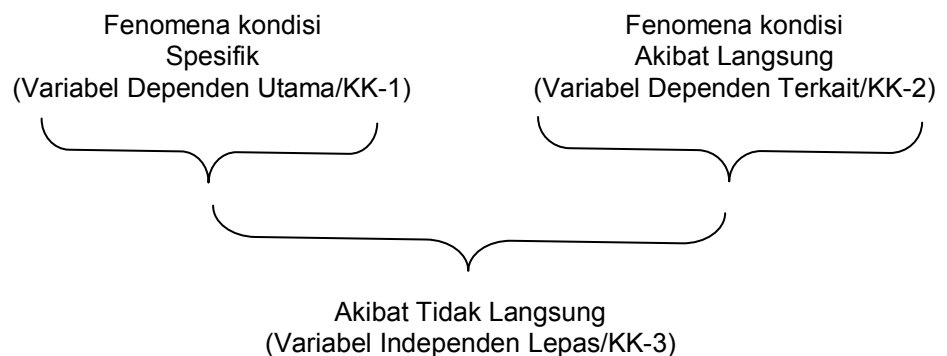 Fenomena kondisi
Spesifik
(Variabel Dependen Utama/KK-1)
Fenomena kondisi
Akibat Langsung
(Variabel Dependen Terkait/KK-2)
Akibat Tidak Langsung
(Variabel Independen Lepas/KK-3)